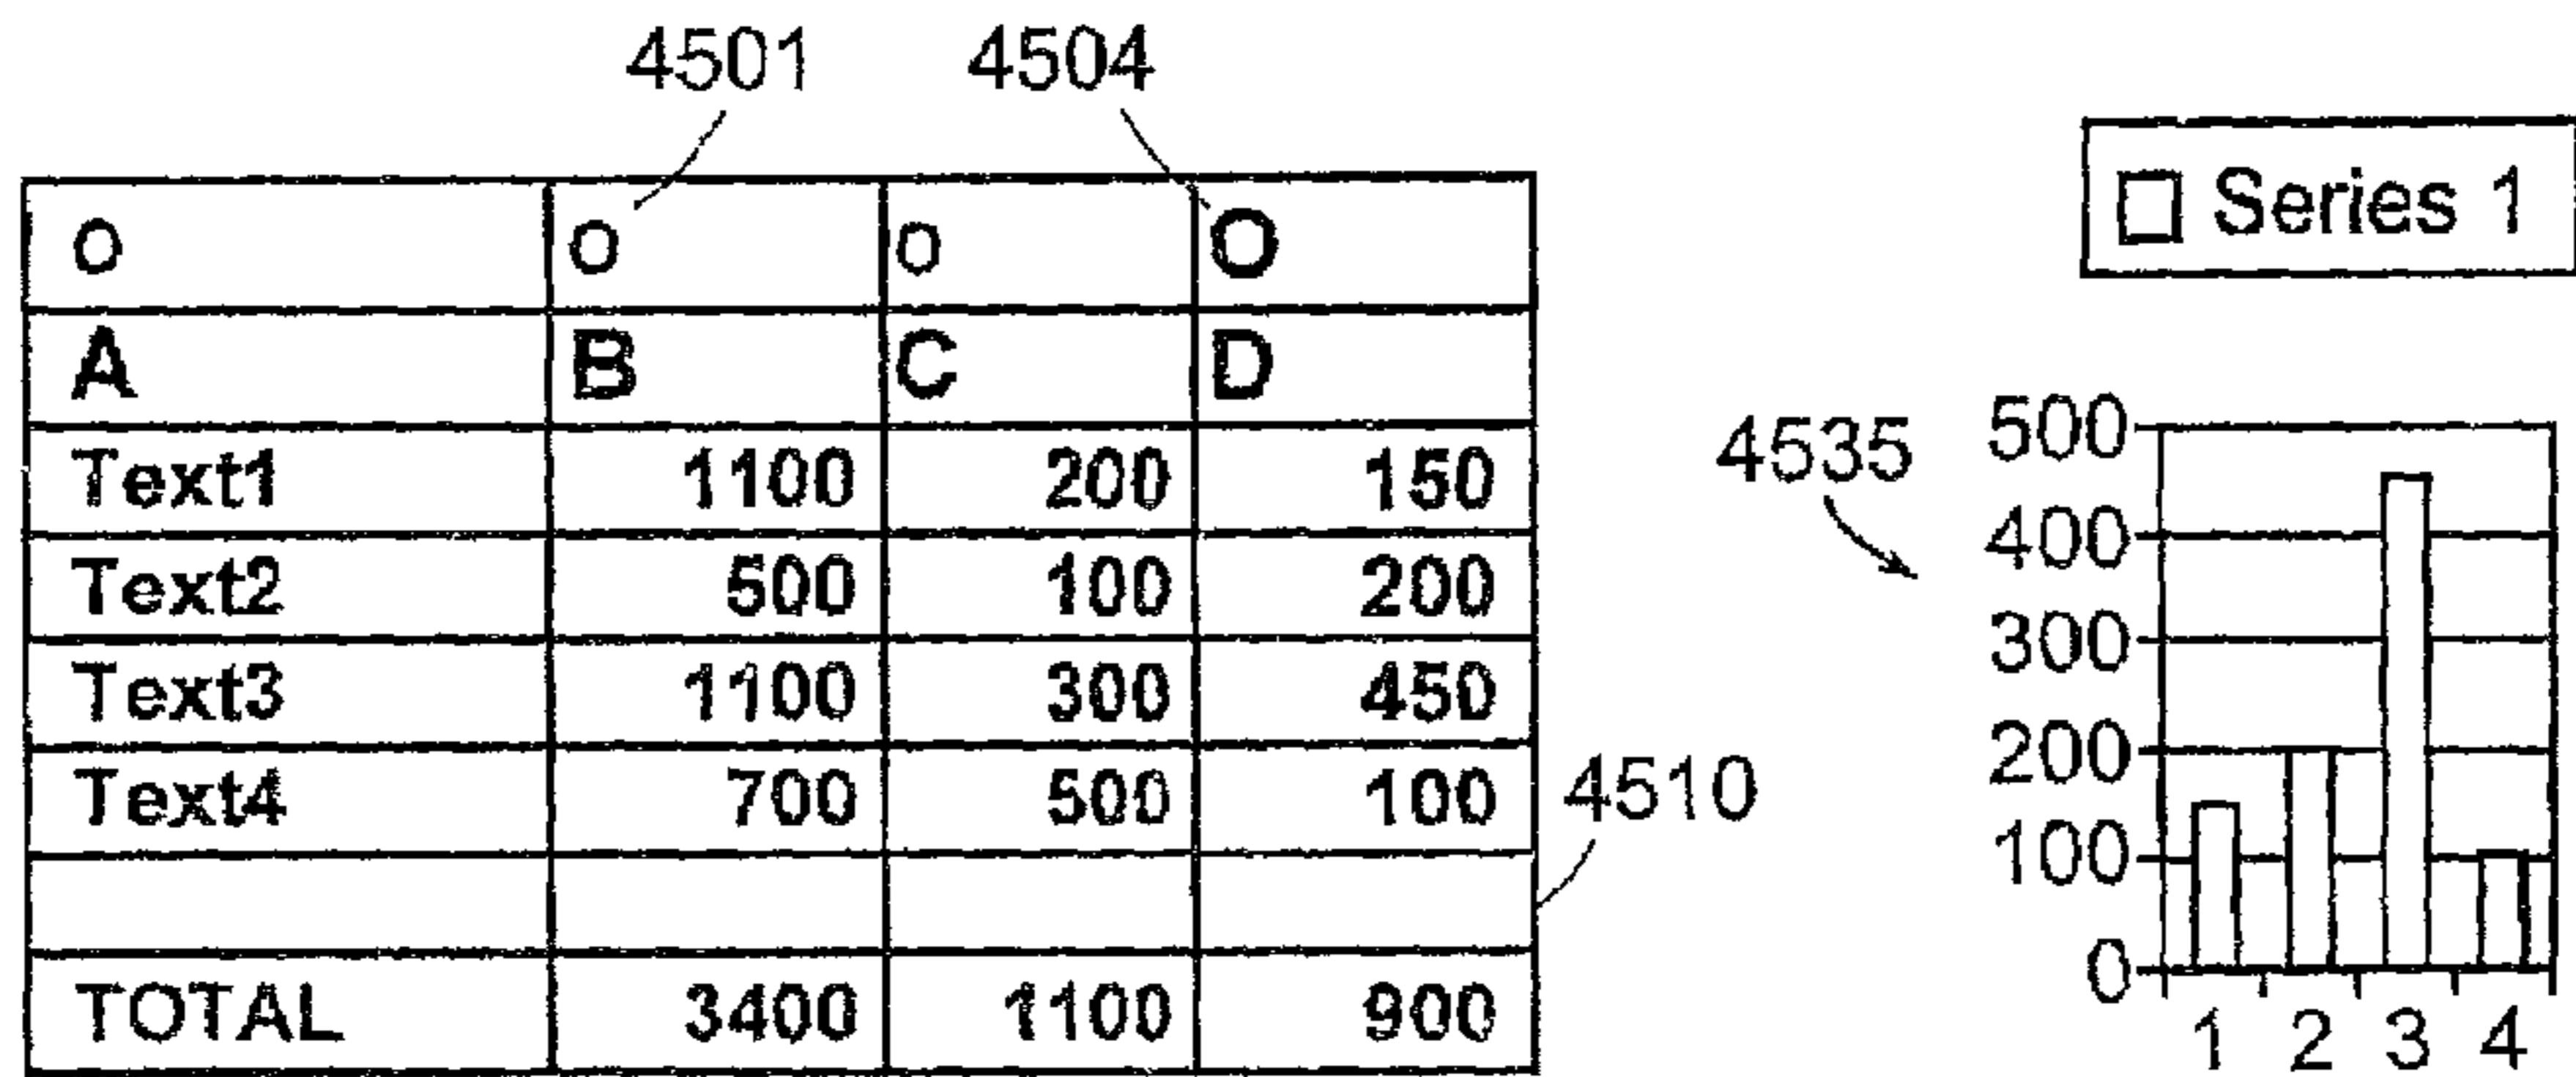 4501 4504
o o o O
A B C D
Text1 1100 200 150
Text2 500 100 200
Text3 1100 300 450
Text4 700 500 100
TOTAL 3400 1100 900
4510
Series 1
4535
500
400
300
200
100
0
1 2 3 4